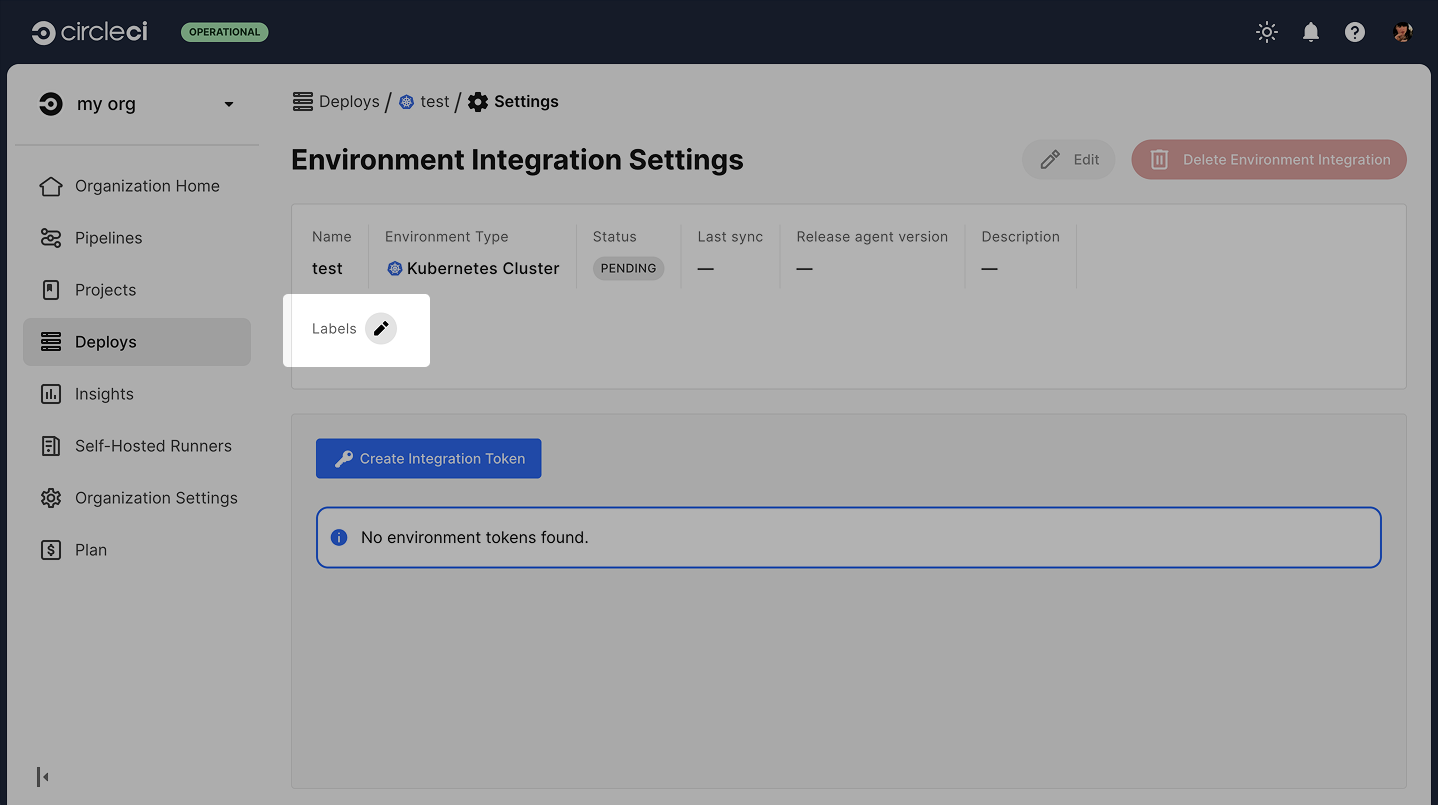 circleci
OPERATIONAL
my org
Organization Home
Pipelines
Projects
Deploys
Insights
Self-Hosted Runners
Organization Settings
Plan
Deploys / test / Settings
Environment Integration Settings
Edit
Delete Environment Integration
Name Environment Type Status Last sync Release agent version Description
test Kubernetes Cluster PENDING — — —
Labels
Create Integration Token
No environment tokens found.